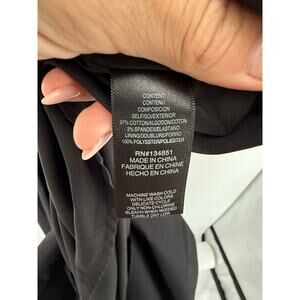 CONTENT
CONTENU
COMPOSICION
SELF/SOI/EXTERIOR
97% COTTON/ALGODON/COTON
3% SPANDEX/ELASTANO
LINING/DOUBLURE/FORRO
100% POLYESTER/POLIESTER
RN#134851
MADE IN CHINA
FABRIQUE EN CHINE
HECHO EN CHINA
MACHINE WASH COLD
WITH LIKE COLORS
DELICATE CYCLE
ONLY NON-CHLORINE
BLEACH WHEN NEEDED
TUMBLE DRY LOW